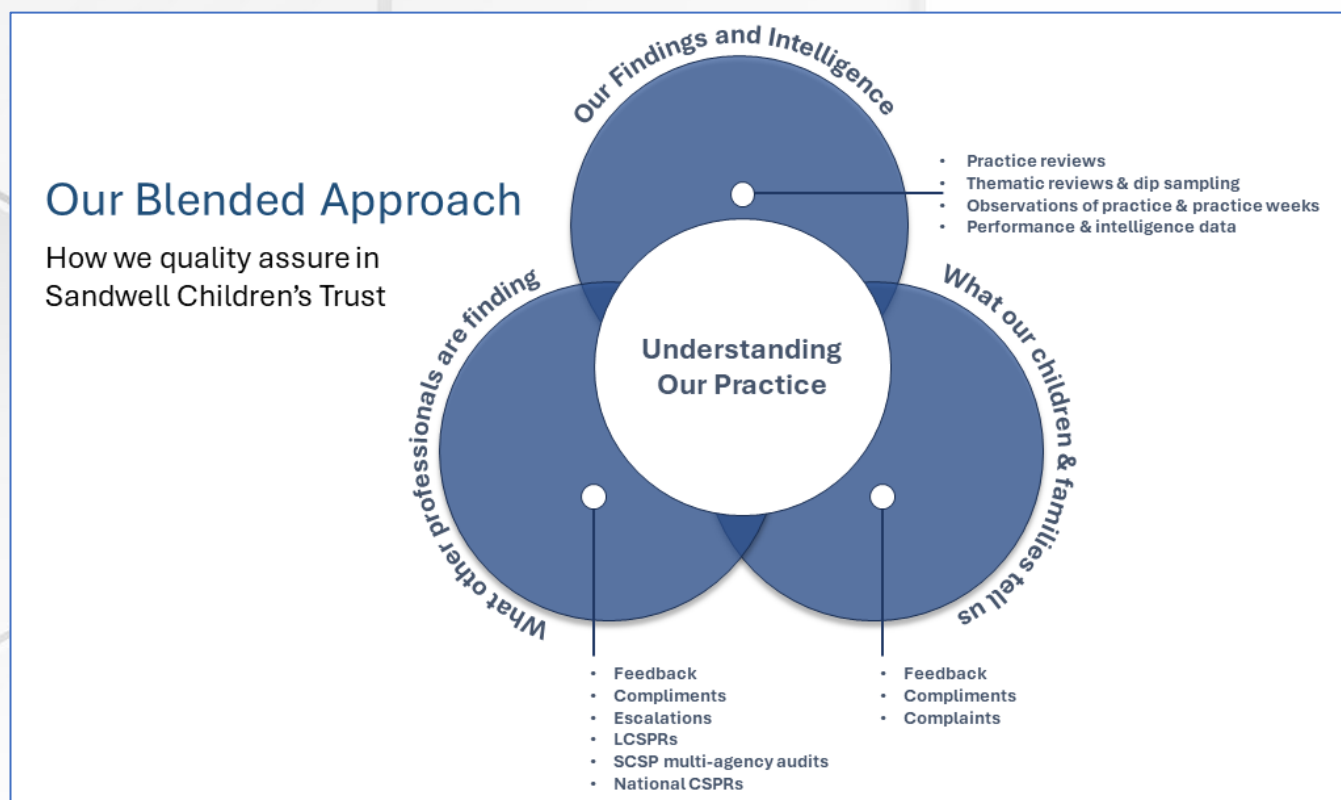 Our Blended Approach
How we quality assure in
Sandwell Children's Trust
Our Findings and Intelligence
• Practice reviews
• Thematic reviews & dip sampling
• Observations of practice & practice weeks
• Performance & intelligence data
What other professionals are finding
Understanding
Our Practice
What our children & families tell us
• Feedback
• Compliments
• Escalations
• LCSPRs
• SCSP multi-agency audits
• National CSPRs
• Feedback
• Compliments
• Complaints